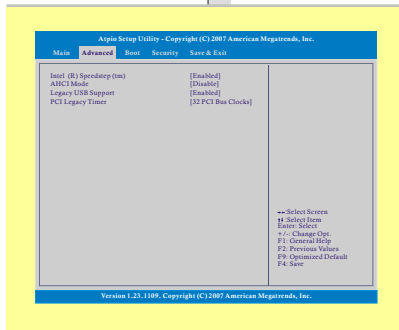 Atpio Setup Utility - Copyright (C) 2007 American Megatrends, Inc.
Main Advanced Boot Security Save & Exit
Intel (R) Speedstep (tm) [Enabled]
AHCI Mode [Disable]
Legacy USB Support [Enabled]
PCI Legacy Timer [32 PCI Bus Clocks]
↔:Select Screen
↕:Select Item
Enter: Select
+/-: Change Opt.
F1: General Help
F2: Previous Values
F9: Optimized Default
F4: Save
Version 1.23.1109. Copyright (C) 2007 American Megatrends, Inc.